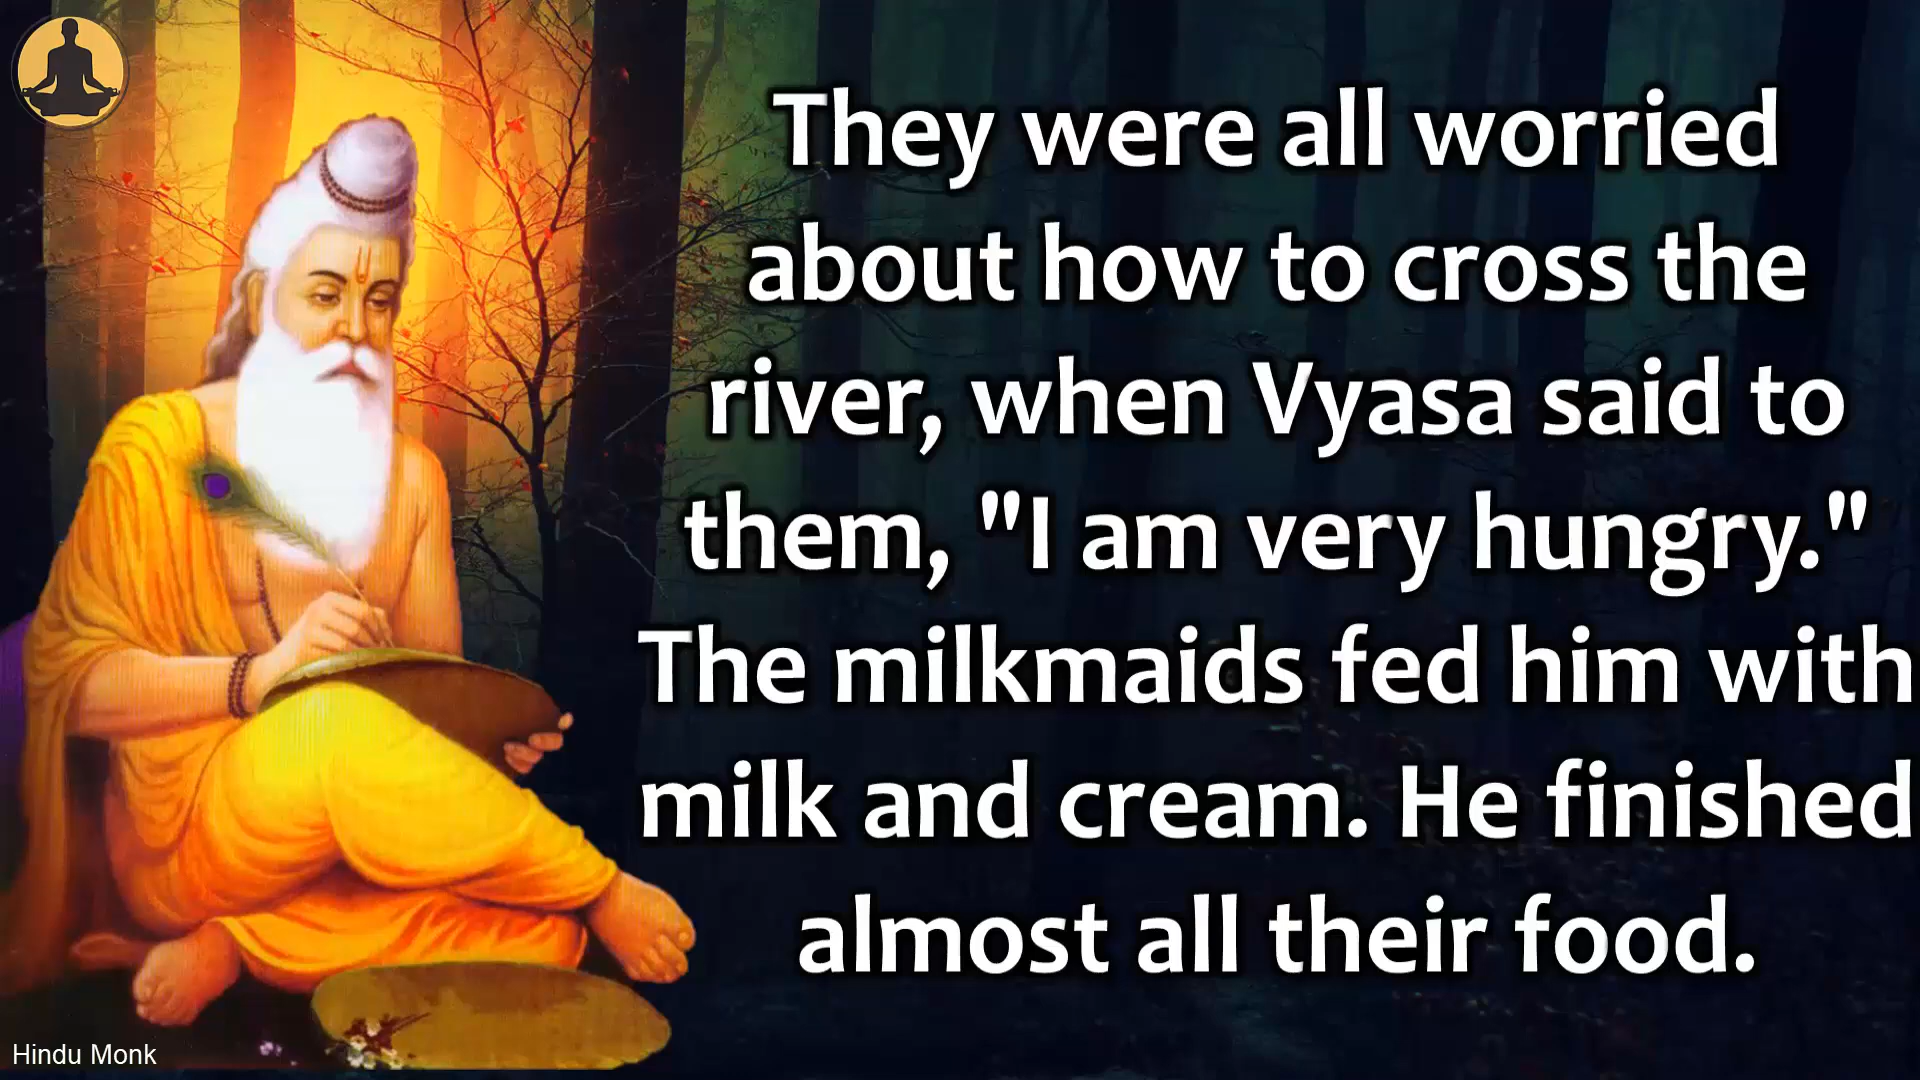 They were all worried
about how to cross the
river, when Vyasa said to
them, "I am very hungry."
The milkmaids fed him with
milk and cream. He finished
almost all their food.
Hindu Monk